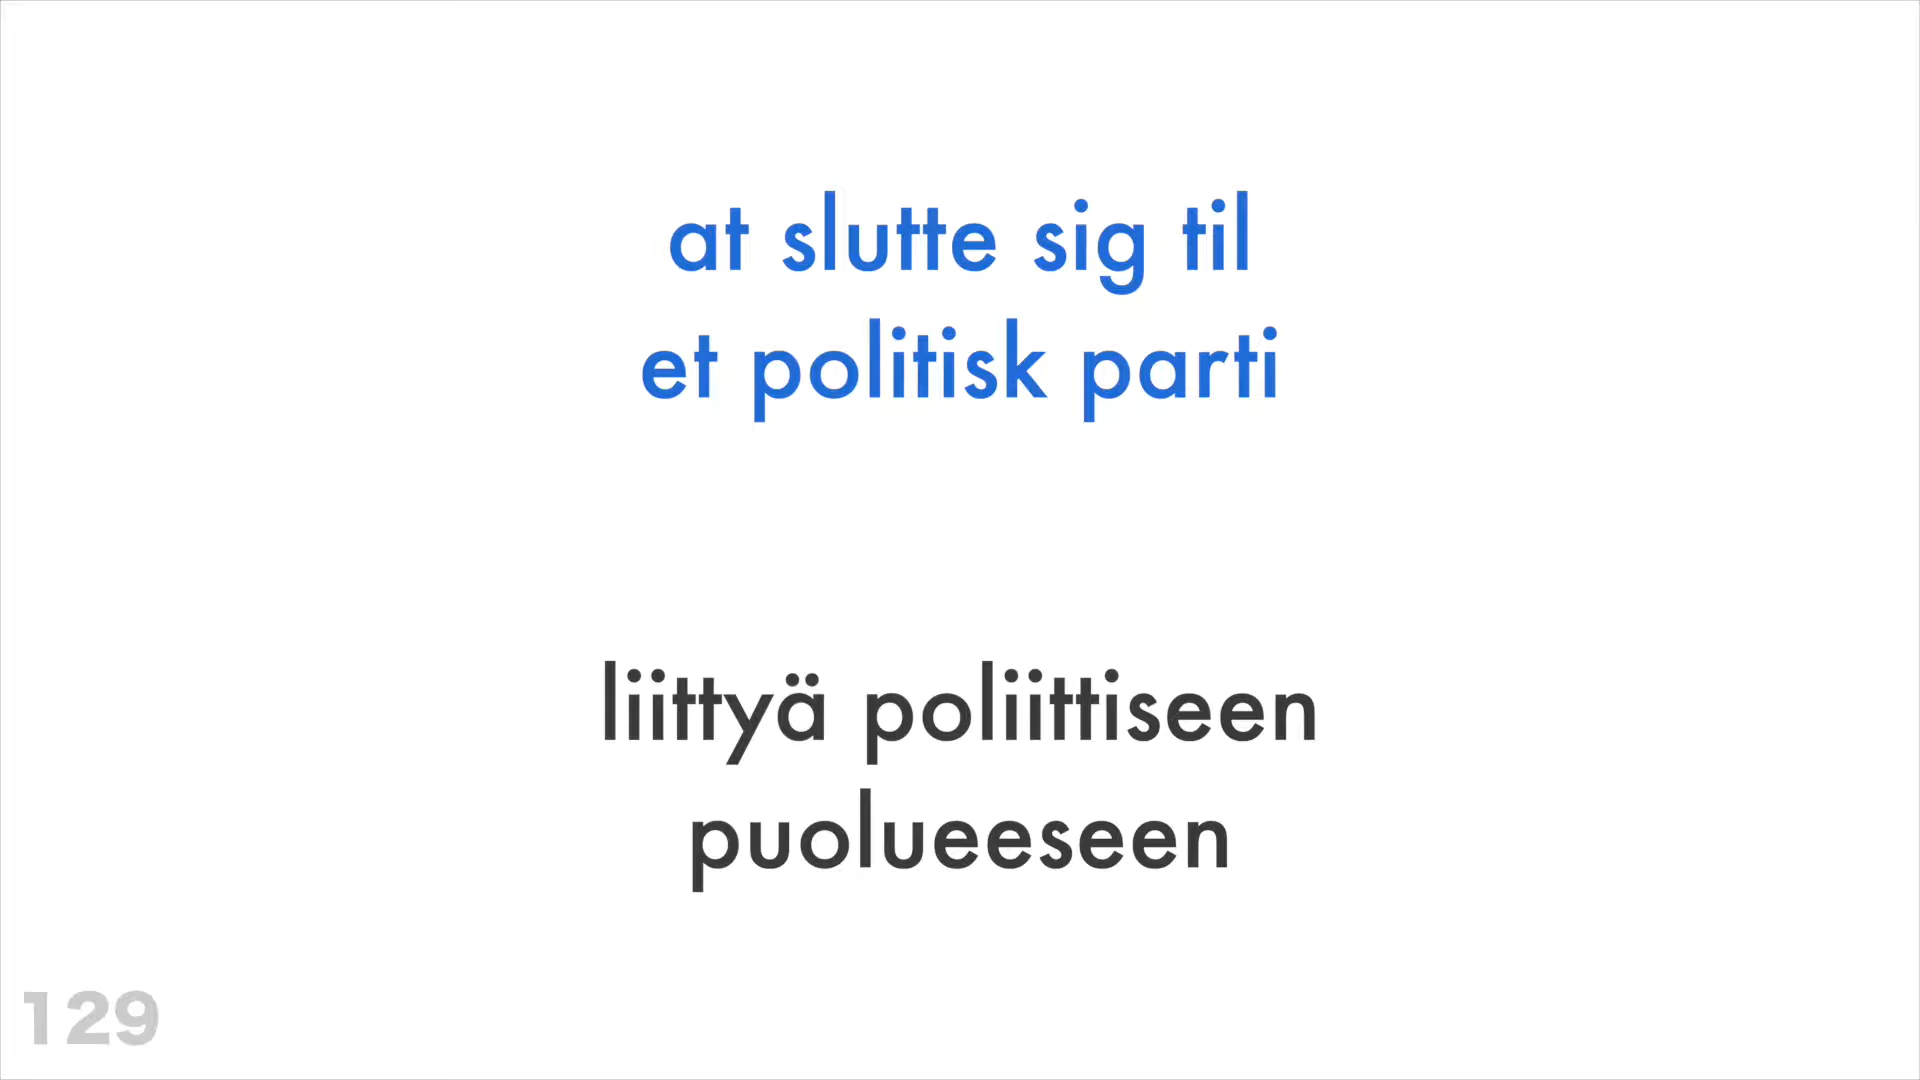 at slutte sig til
et politisk parti
liittyä poliittiseen
puolueeseen
129